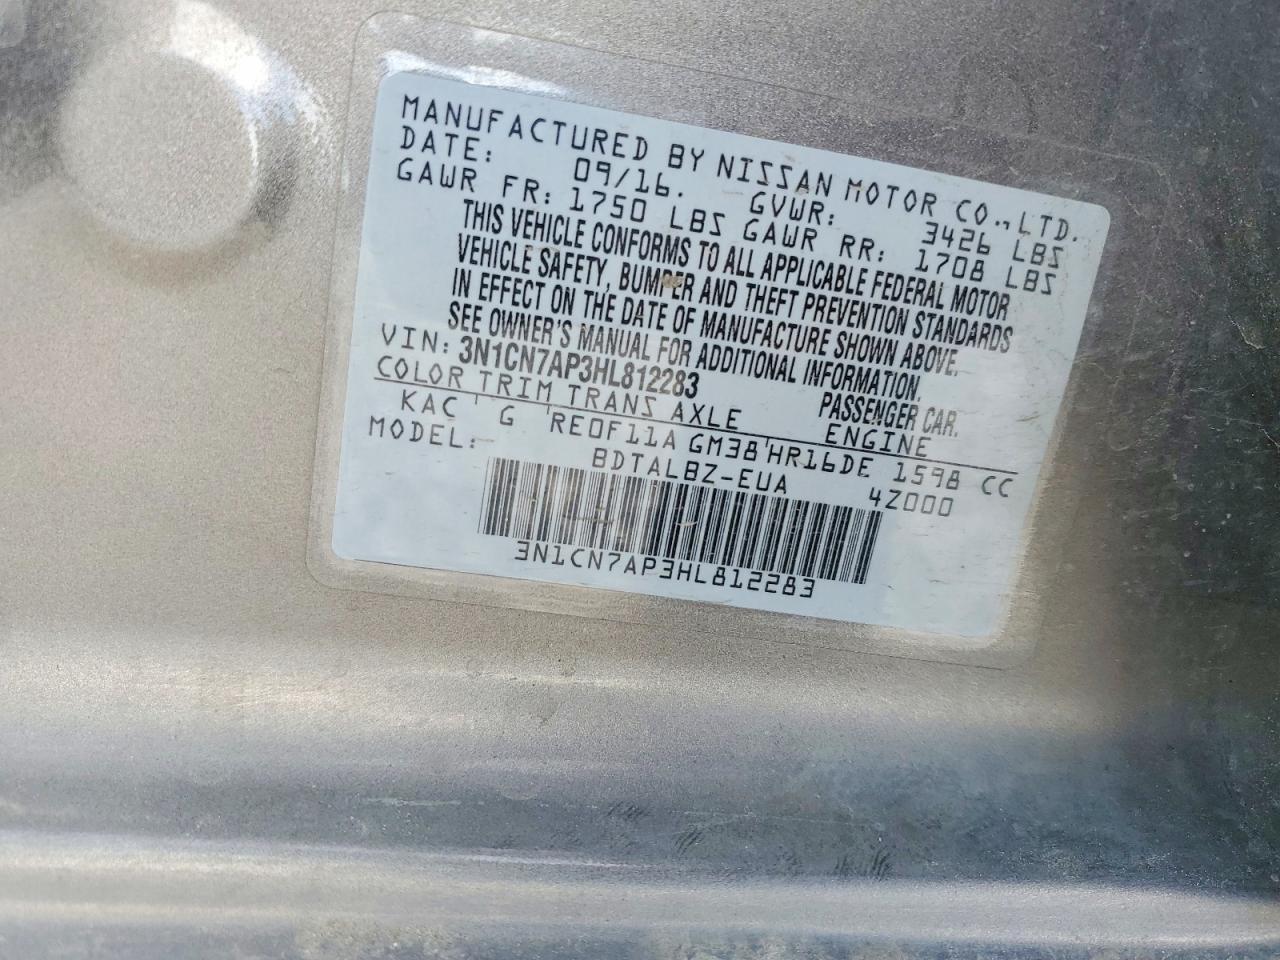 MANUFACTURED BY NISSAN MOTOR CO., LTD.
DATE: 09/16. GVWR: 3426 LBS
GAWR FR: 1750 LBS GAWR RR: 1708 LBS
THIS VEHICLE CONFORMS TO ALL APPLICABLE FEDERAL MOTOR
VEHICLE SAFETY, BUMPER AND THEFT PREVENTION STANDARDS
IN EFFECT ON THE DATE OF MANUFACTURE SHOWN ABOVE.
SEE OWNER'S MANUAL FOR ADDITIONAL INFORMATION.
VIN: 3N1CN7AP3HL812283 PASSENGER CAR.
COLOR TRIM TRANS AXLE ENGINE
KAC G RE0F11A GM38 HR16DE 1598 CC
MODEL: BDTALBZ-EUA 4Z000
3N1CN7AP3HL812283